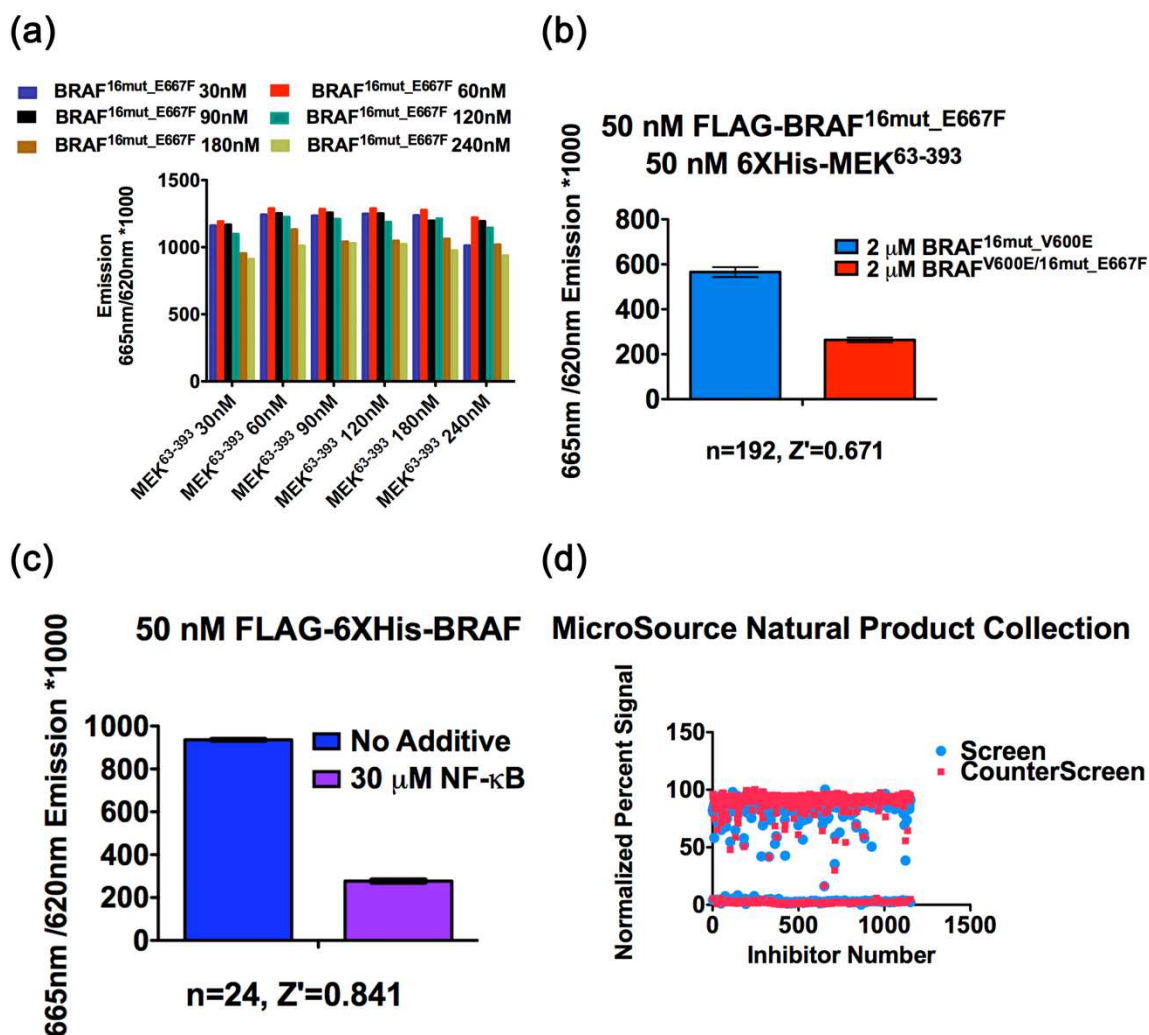 (a)
BRAF16mut_E667F 30nM BRAF16mut_E667F 60nM
BRAF16mut_E667F 90nM BRAF16mut_E667F 120nM
BRAF16mut_E667F 180nM BRAF16mut_E667F 240nM
Emission
665nm/620nm *1000
1500
1000
500
0
MEK63-393 30nM
MEK63-393 60nM
MEK63-393 90nM
MEK63-393 120nM
MEK63-393 180nM
MEK63-393 240nM
(b)
50 nM FLAG-BRAF16mut_E667F
50 nM 6XHis-MEK63-393
665nm /620nm Emission *1000
800
600
400
200
0
2 μM BRAF16mut_V600E
2 μM BRAFV600E/16mut_E667F
n=192, Z'=0.671
(c)
50 nM FLAG-6XHis-BRAF
665nm /620nm Emission *1000
1000
800
600
400
200
0
No Additive
30 μM NF-κB
n=24, Z'=0.841
(d)
MicroSource Natural Product Collection
Normalized Percent Signal
150
100
50
0
0 500 1000 1500
Inhibitor Number
Screen
CounterScreen